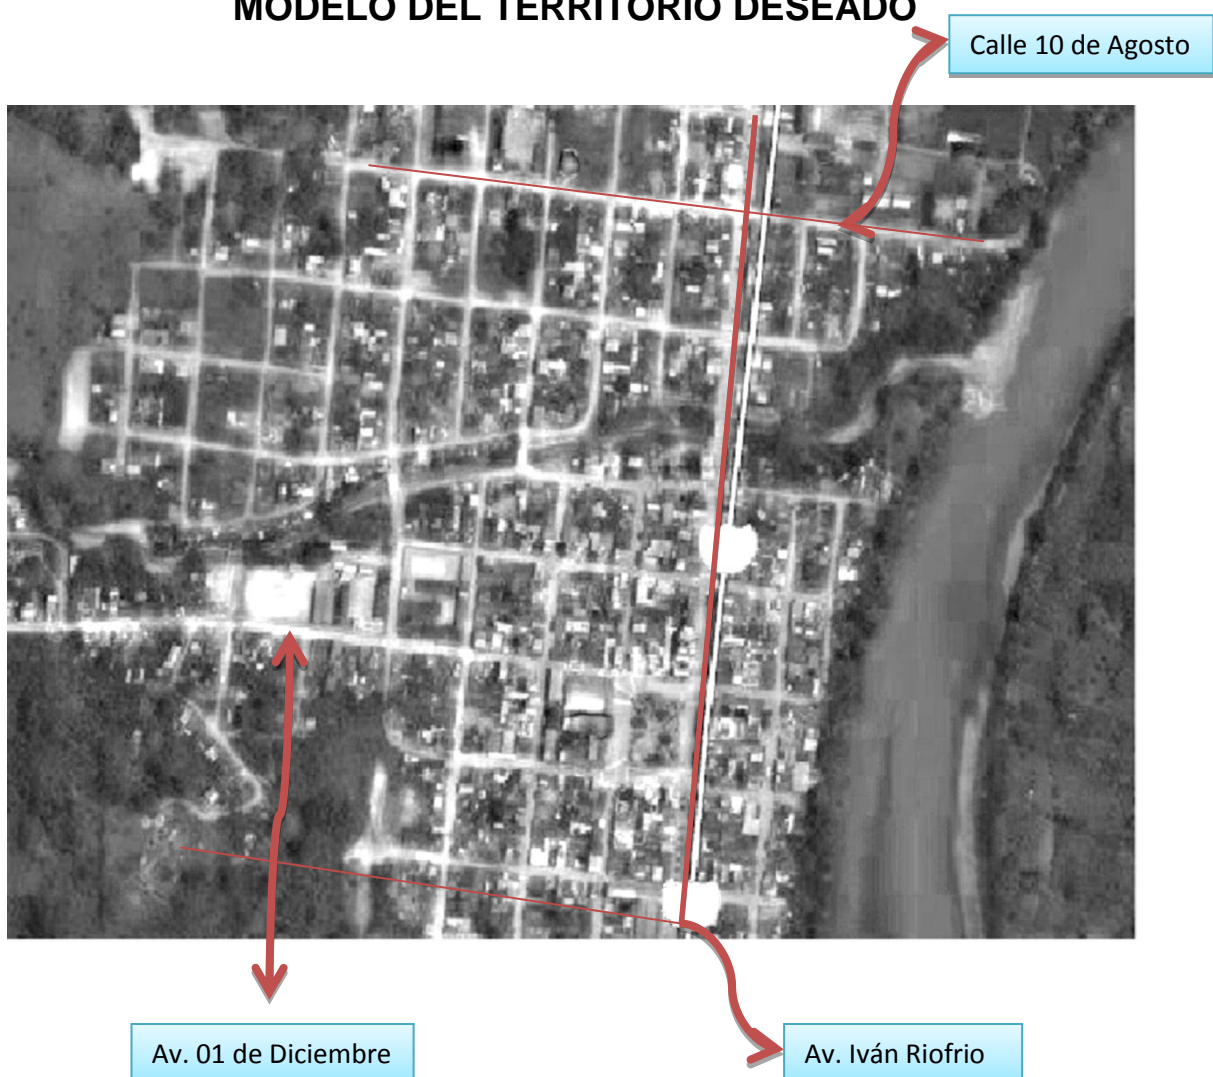 MODELO DEL TERRITORIO DESEADO
Calle 10 de Agosto
Av. 01 de Diciembre
Av. Iván Riofrio